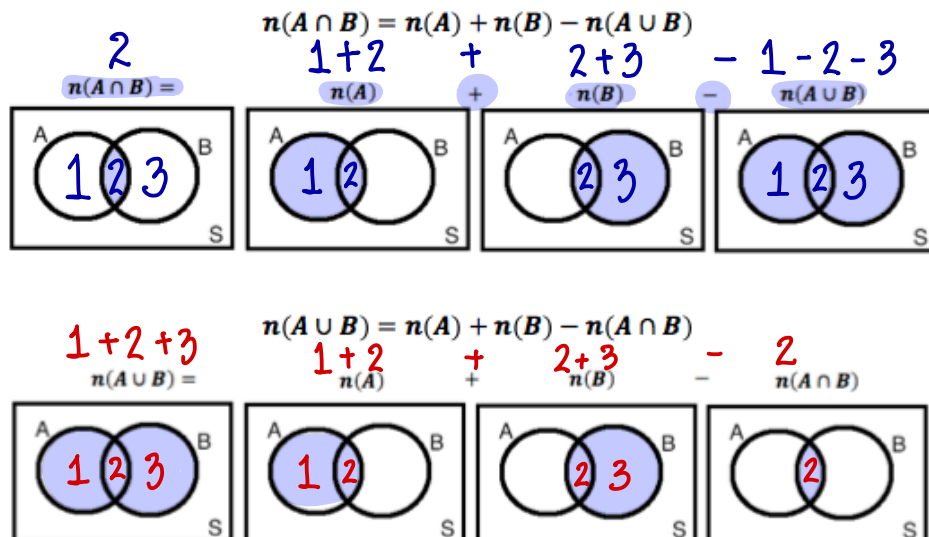 n(A ∩ B) = n(A) + n(B) − n(A ∪ B)
2 1+2 + 2+3 − 1-2-3
n(A ∩ B) = n(A) + n(B) − n(A ∪ B)
A B A B A B A B
1 2 3 1 2 2 3 1 2 3
S S S S
n(A ∪ B) = n(A) + n(B) − n(A ∩ B)
1+2+3 1+2 + 2+3 − 2
n(A ∪ B) = n(A) + n(B) − n(A ∩ B)
A B A B A B A B
1 2 3 1 2 2 3 2
S S S S